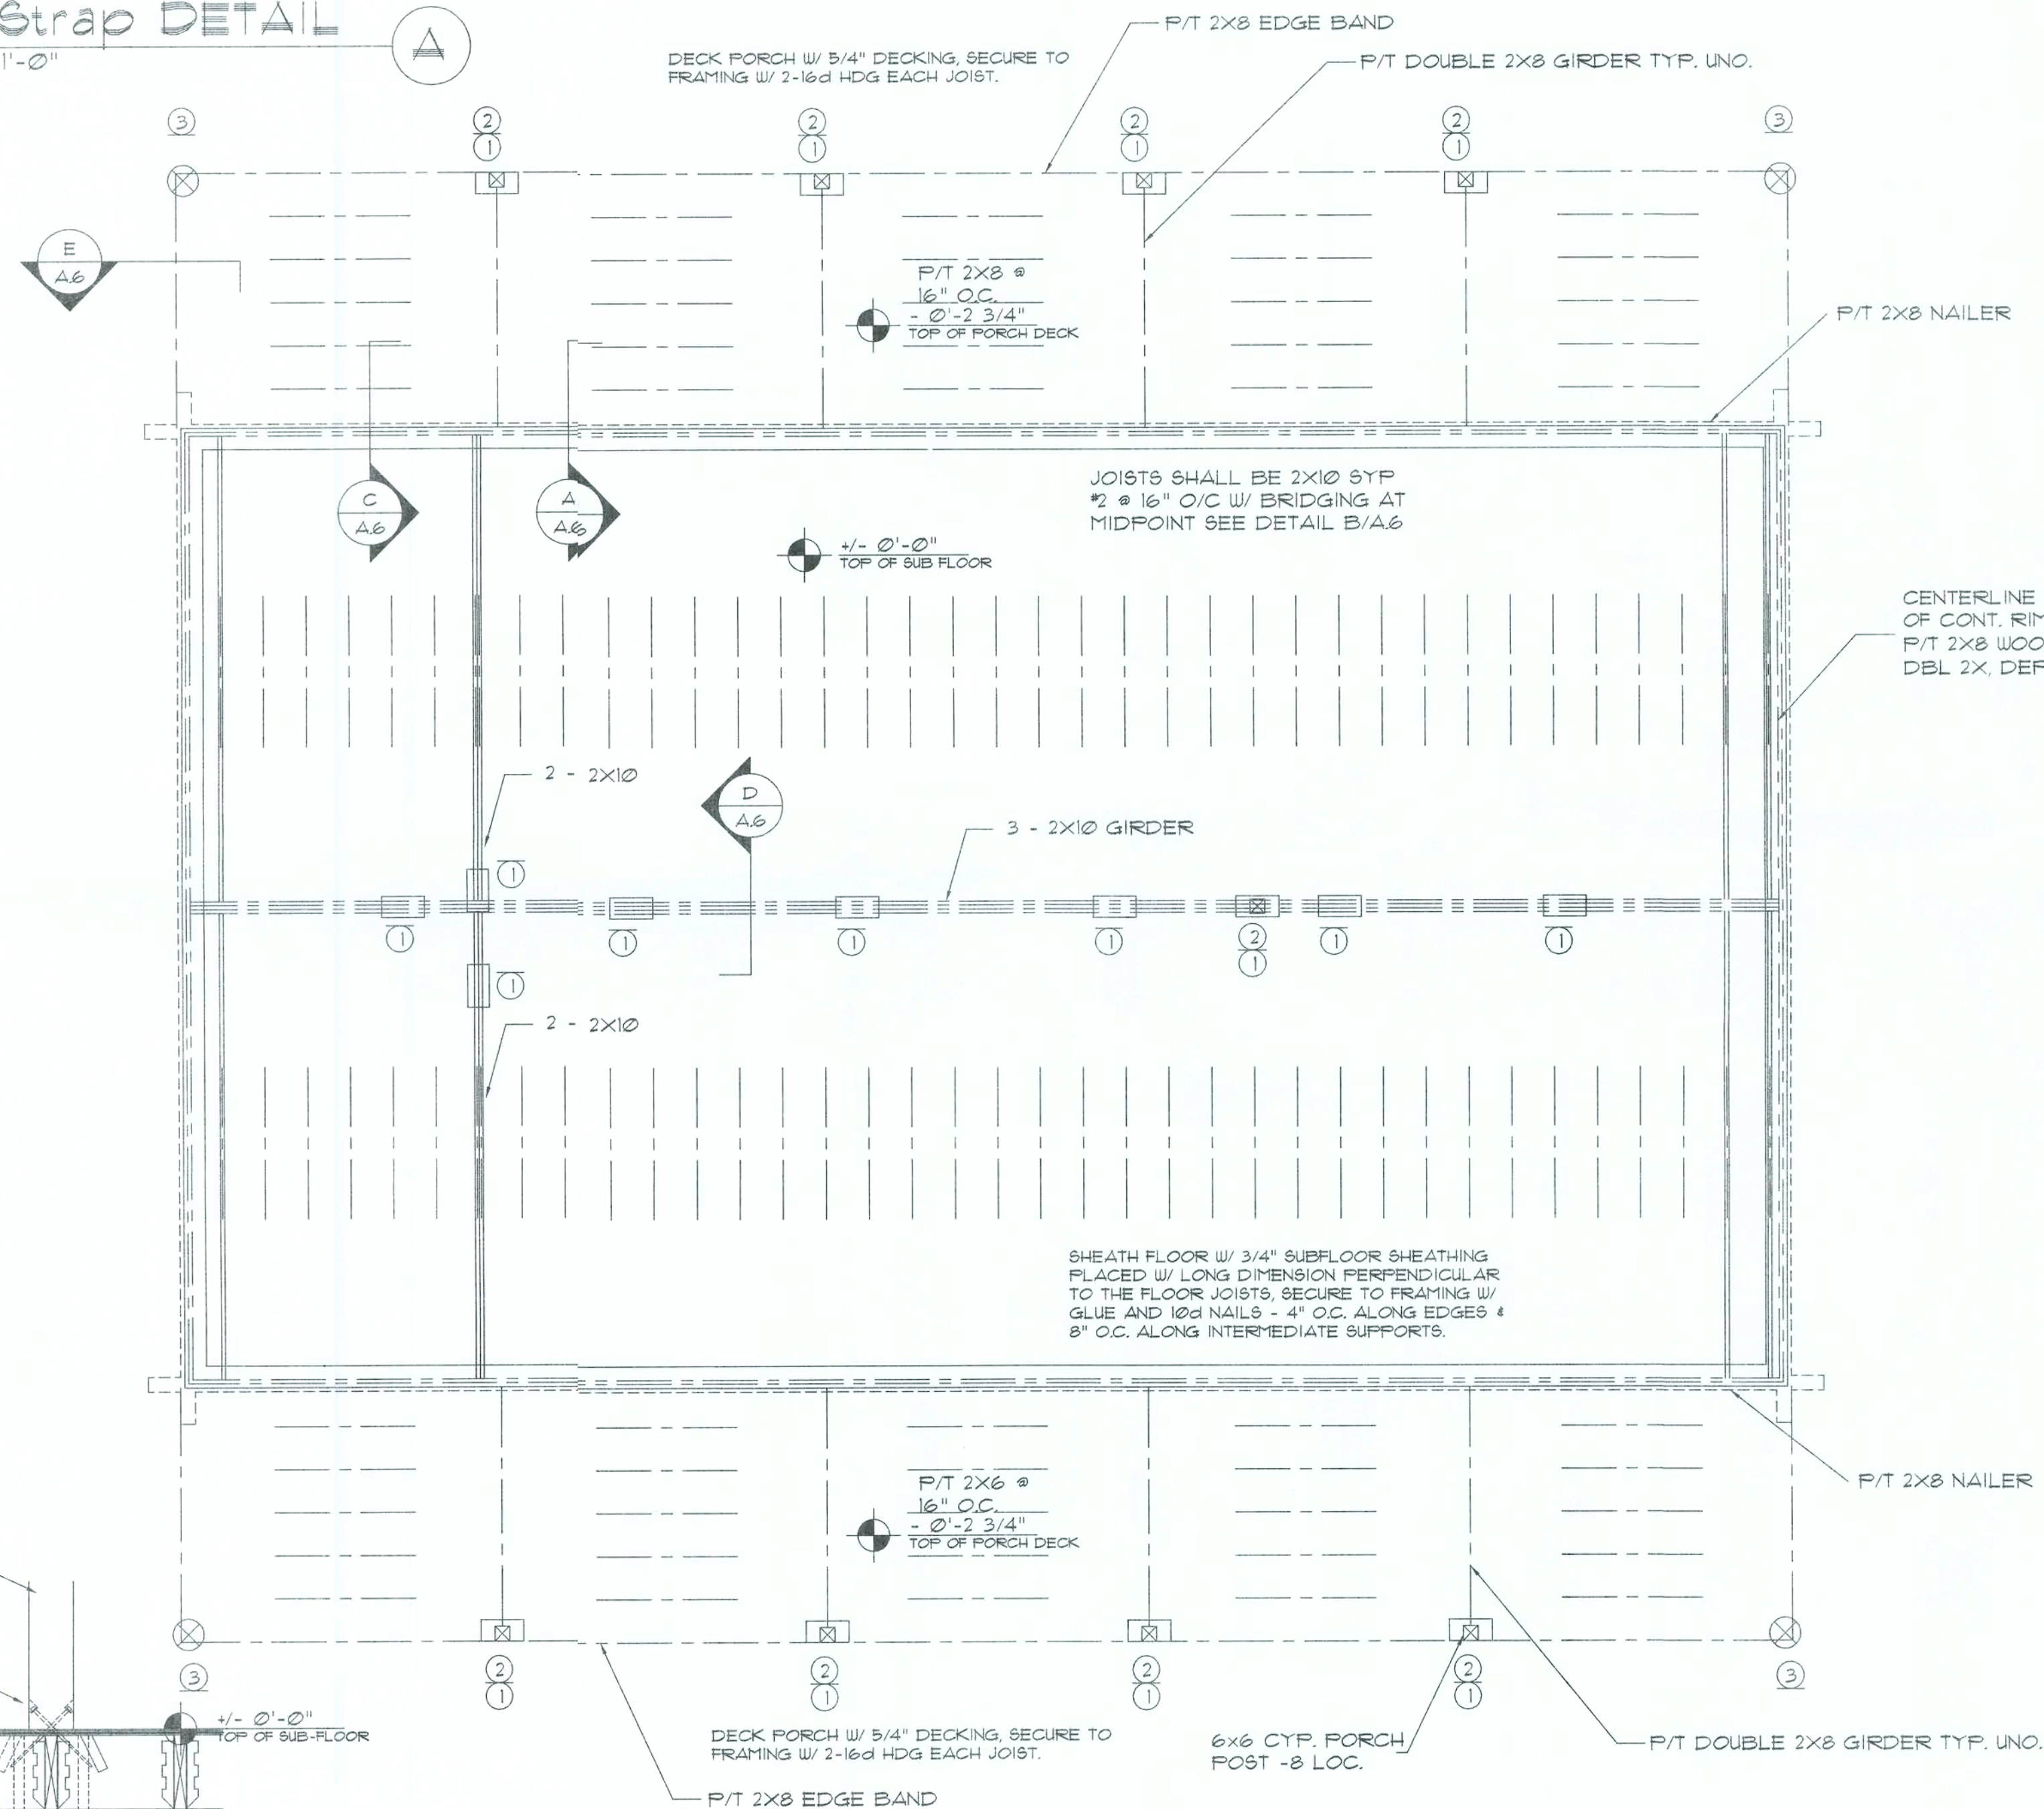 Strap DETAIL
1'-0"
A
DECK PORCH W/ 5/4" DECKING, SECURE TO
FRAMING W/ 2-16d HDG EACH JOIST.
P/T 2X8 EDGE BAND
P/T DOUBLE 2X8 GIRDER TYP. UNO.
3
2
1
2
1
2
1
2
1
3
E
A.6
P/T 2X8 @
16" O.C.
- 0'-2 3/4"
TOP OF PORCH DECK
P/T 2X8 NAILER
C
A.6
A
A.6
JOISTS SHALL BE 2X10 SYP
#2 @ 16" O/C W/ BRIDGING AT
MIDPOINT SEE DETAIL B/A.6
+/- 0'-0"
TOP OF SUB FLOOR
CENTERLINE
OF CONT. RIM
P/T 2X8 WOO
DBL 2X,
2 - 2X10
D
A.6
3 - 2X10 GIRDER
1
1
1
1
1
2
1
1
1
1
2 - 2X10
SHEATH FLOOR W/ 3/4" SUBFLOOR SHEATHING
PLACED W/ LONG DIMENSION PERPENDICULAR
TO THE FLOOR JOISTS, SECURE TO FRAMING W/
GLUE AND 10d NAILS - 4" O.C. ALONG EDGES &
8" O.C. ALONG INTERMEDIATE SUPPORTS.
P/T 2X6 @
16" O.C.
- 0'-2 3/4"
TOP OF PORCH DECK
P/T 2X8 NAILER
3
2
1
2
1
2
1
2
1
3
+/- 0'-0"
TOP OF SUB-FLOOR
DECK PORCH W/ 5/4" DECKING, SECURE TO
FRAMING W/ 2-16d HDG EACH JOIST.
6x6 CYP. PORCH
POST -8 LOC.
P/T DOUBLE 2X8 GIRDER TYP. UNO.
P/T 2X8 EDGE BAND